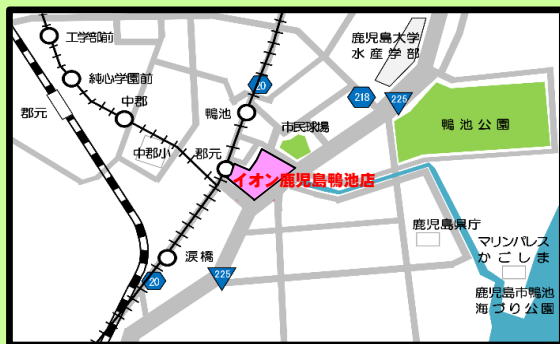 工学部前
純心学園前
中郡
郡元
中郡小
郡元
鴨池
20
市民球場
鹿児島大学
水産学部
218
225
鴨池公園
イオン鹿児島鴨池店
涙橋
20
225
鹿児島県庁
マリンパレス
かごしま
鹿児島市鴨池
海づり公園